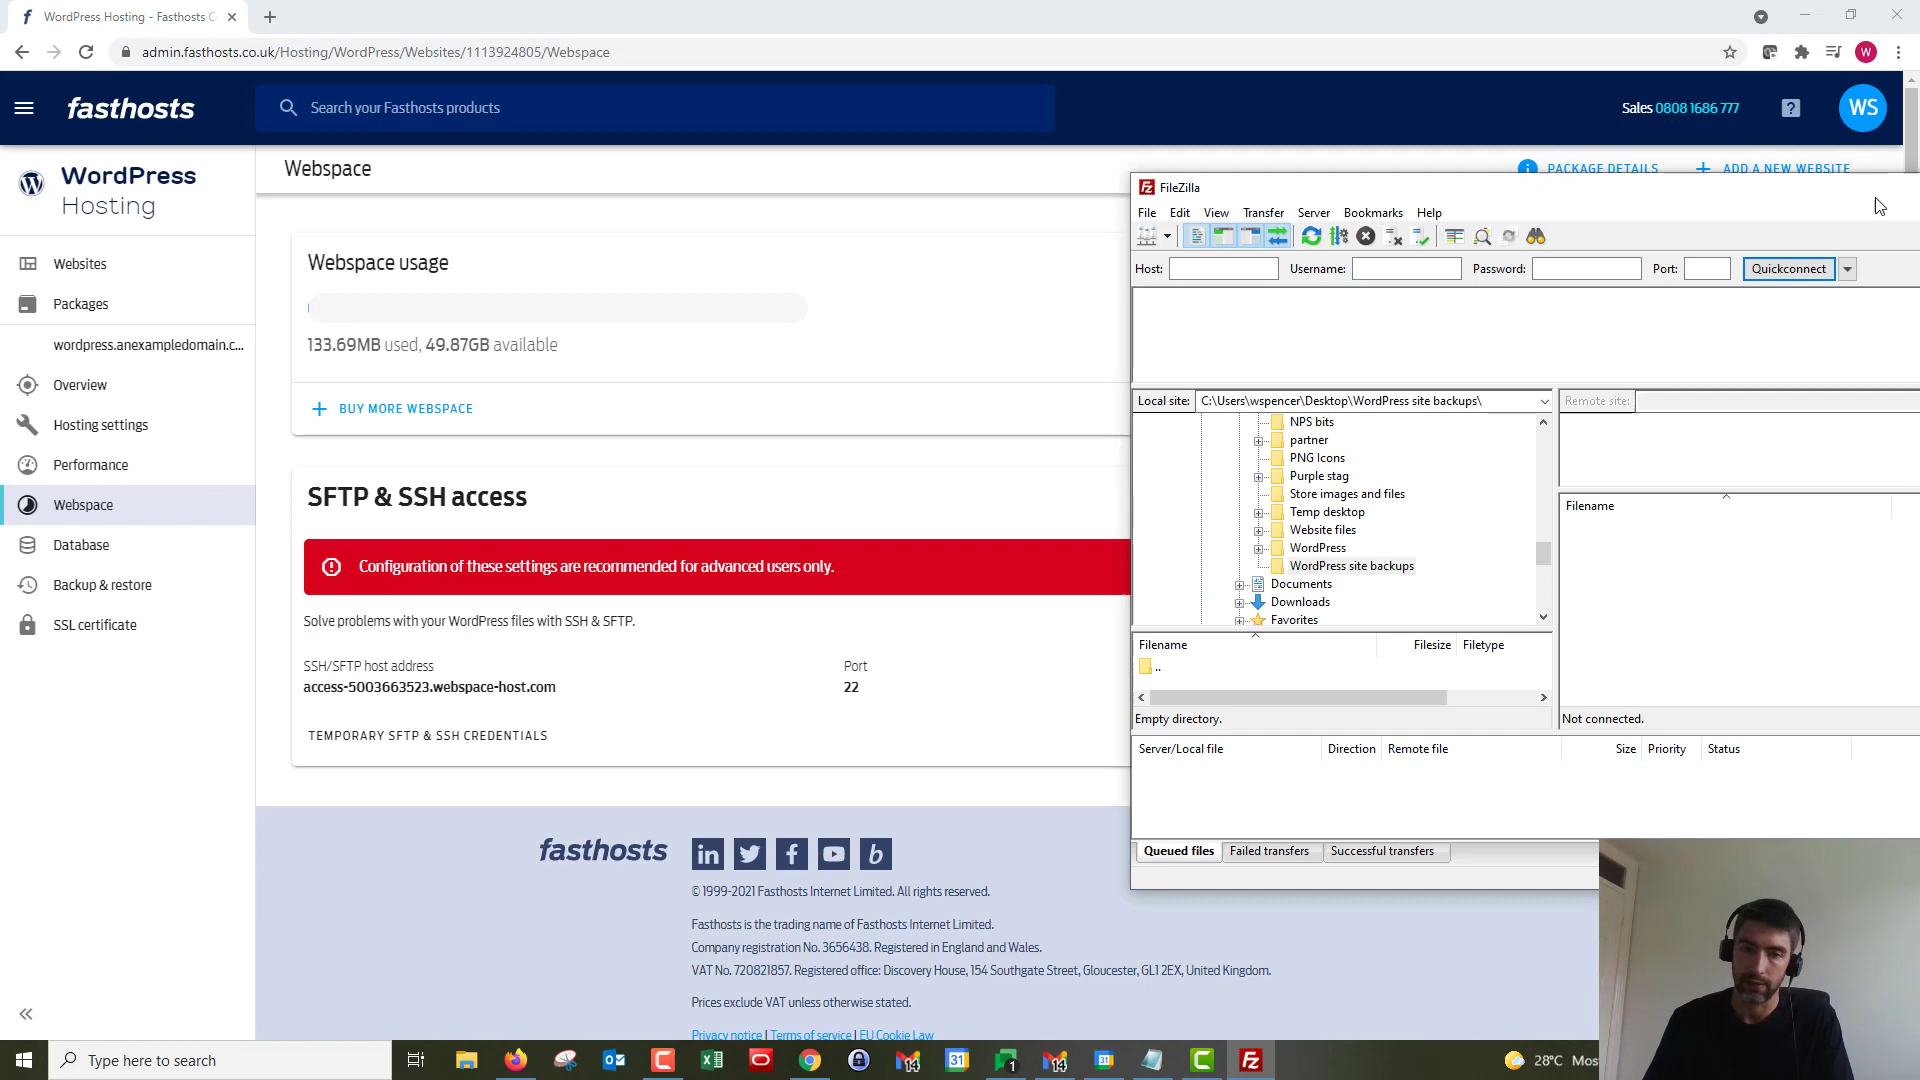 WordPress Hosting - Fasthosts C
admin.fasthosts.co.uk/Hosting/WordPress/Websites/1113924805/Webspace
W
fasthosts
Search your Fasthosts products
Sales 0808 1686 777
?
WS
WordPress
Hosting
Websites
Packages
wordpress.anexampledomain.c...
Overview
Hosting settings
Performance
Webspace
Database
Backup & restore
SSL certificate
Webspace
PACKAGE DETAILS
ADD A NEW WEBSITE
Webspace usage
133.69MB used, 49.87GB available
BUY MORE WEBSPACE
SFTP & SSH access
Configuration of these settings are recommended for advanced users only.
Solve problems with your WordPress files with SSH & SFTP.
SSH/SFTP host address
Port
access-5003663523.webspace-host.com
22
TEMPORARY SFTP & SSH CREDENTIALS
FileZilla
File Edit View Transfer Server Bookmarks Help
Host: Username: Password: Port: Quickconnect
Local site: C:\Users\wspencer\Desktop\WordPress site backups\
NPS bits
partner
PNG Icons
Purple stag
Store images and files
Temp desktop
Website files
WordPress
WordPress site backups
Documents
Downloads
Favorites
Filename Filesize Filetype
..
Empty directory.
Remote site:
Filename
Not connected.
Server/Local file Direction Remote file Size Priority Status
Queued files Failed transfers Successful transfers
fasthosts
© 1999-2021 Fasthosts Internet Limited. All rights reserved.
Fasthosts is the trading name of Fasthosts Internet Limited.
Company registration No. 3656438. Registered in England and Wales.
VAT No. 720821857. Registered office: Discovery House, 154 Southgate Street, Gloucester, GL1 2EX, United Kingdom.
Prices exclude VAT unless otherwise stated.
Privacy notice | Terms of service | EU Cookie Law
Type here to search
14
31
1
14
28°C Mos